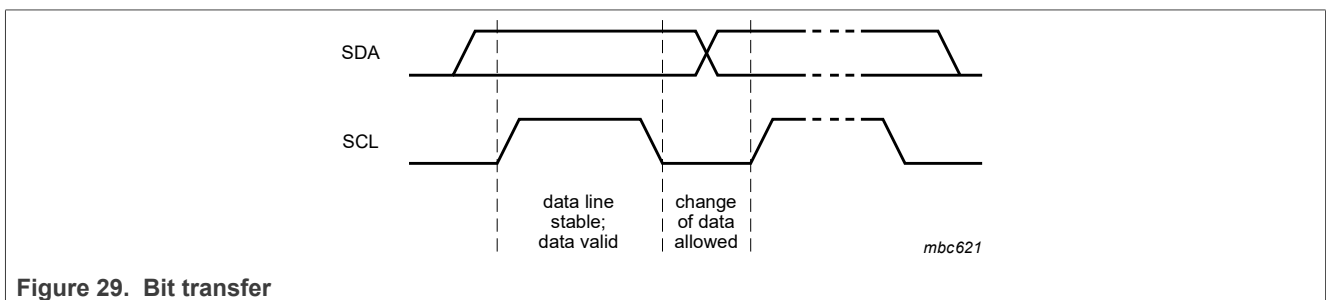 SDA
SCL
data line
stable;
data valid
change
of data
allowed
mbc621
Figure 29. Bit transfer